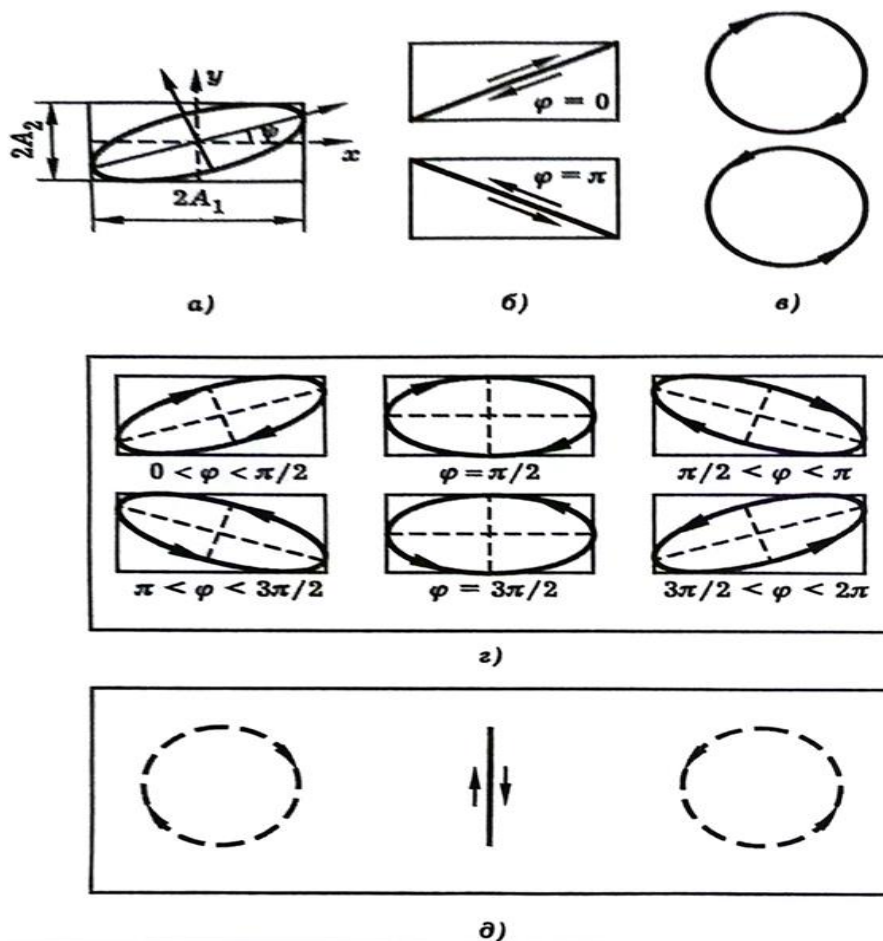 y
φ = 0
2A₂
ψ
x
φ = π
2A₁
а)
б)
в)
0 < φ < π/2
φ = π/2
π/2 < φ < π
π < φ < 3π/2
φ = 3π/2
3π/2 < φ < 2π
г)
д)